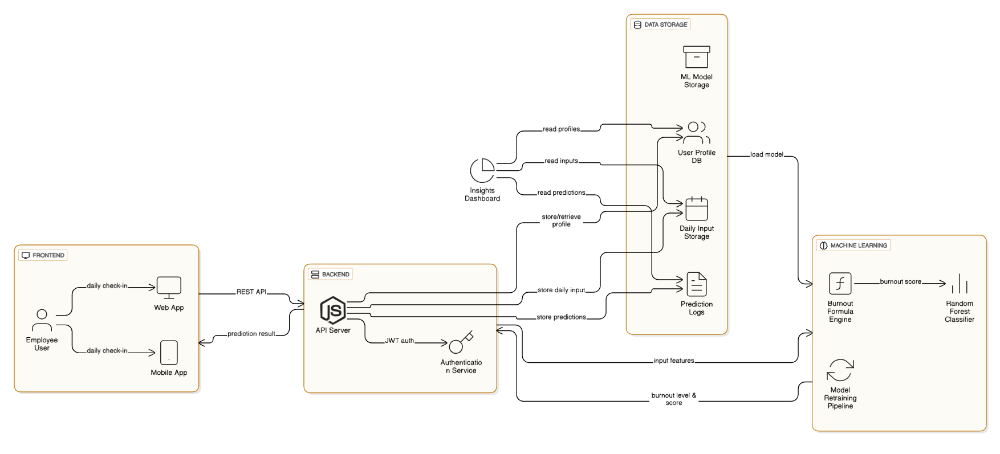 DATA STORAGE
ML Model
Storage
read profiles
User Profile
DB
load model
read inputs
Insights
Dashboard
read predictions
store/retrieve
profile
Daily Input
Storage
FRONTEND
daily check-in
Web App
Employee
User
daily check-in
Mobile App
REST API
prediction result
BACKEND
JS
API Server
JWT auth
Authenticatio
n Service
store daily input
store predictions
Prediction
Logs
input features
burnout level &
score
MACHINE LEARNING
Burnout
Formula
Engine
burnout score
Random
Forest
Classifier
Model
Retraining
Pipeline